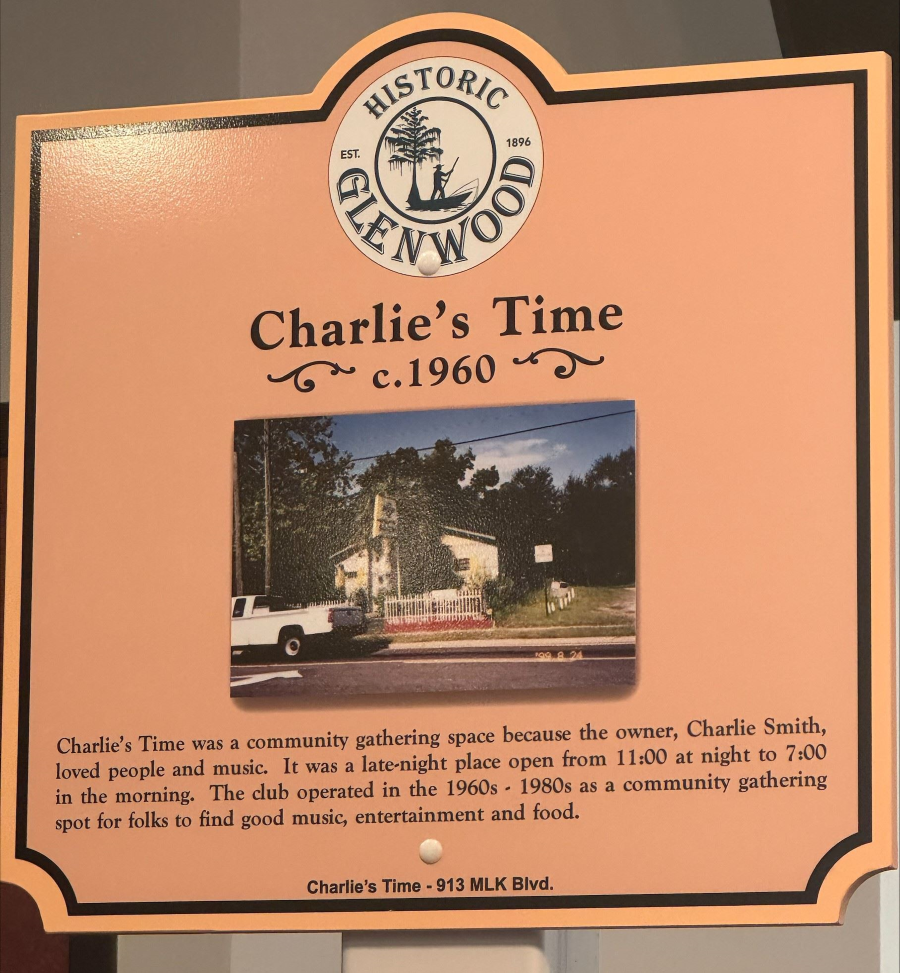 HISTORIC
EST. 1896
GLENWOOD
Charlie's Time
c.1960
'99 8 24
Charlie's Time was a community gathering space because the owner, Charlie Smith,
loved people and music. It was a late-night place open from 11:00 at night to 7:00
in the morning. The club operated in the 1960s - 1980s as a community gathering
spot for folks to find good music, entertainment and food.
Charlie's Time - 913 MLK Blvd.